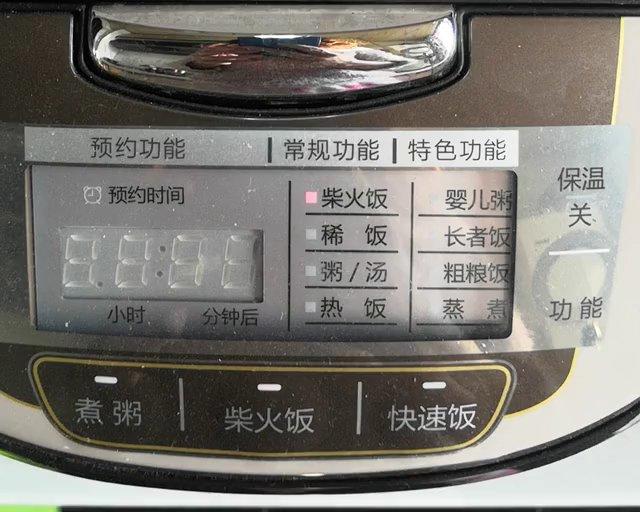 预约功能 常规功能 特色功能
保温
关
功能
预约时间
小时 分钟后
柴火饭 婴儿粥
稀饭 长者饭
粥/汤 粗粮饭
热饭 蒸煮
煮粥 柴火饭 快速饭